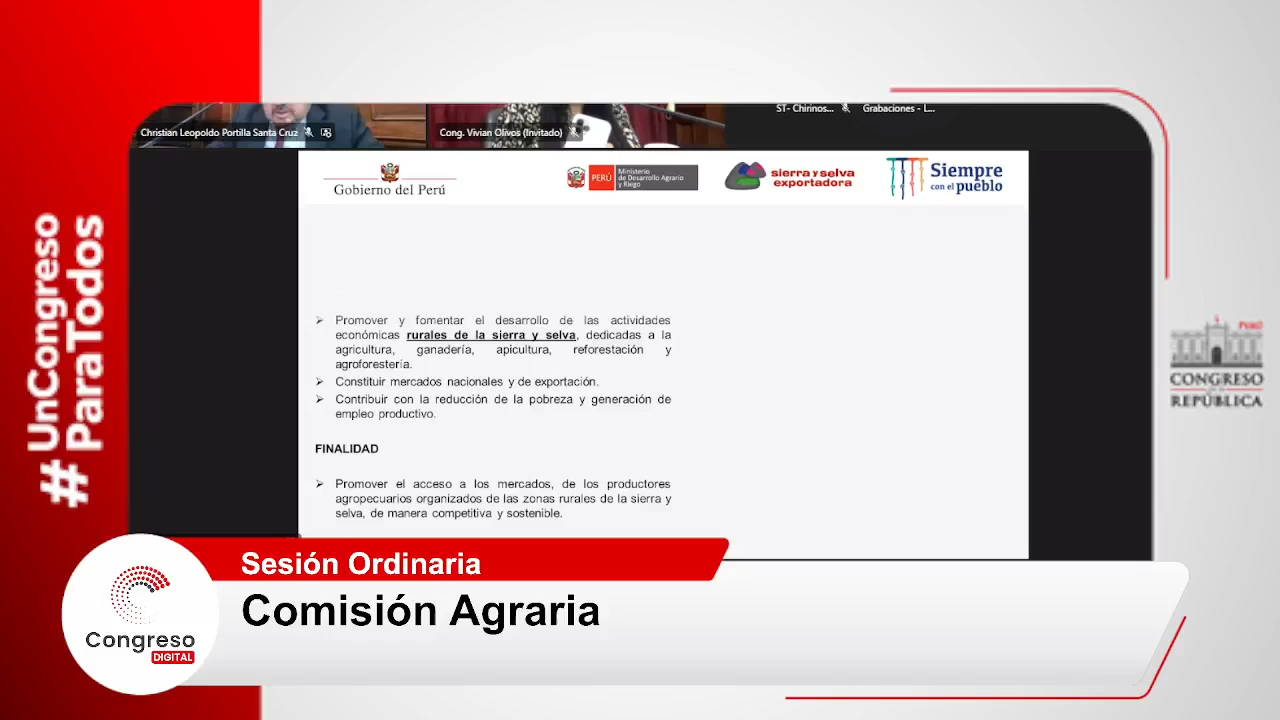 #UnCongreso
ParaTodos
ST- Chirinos...
Grabaciones - L...
Christian Leopoldo Portilla Santa Cruz
Cong. Vivian Olivos (Invitado)
Gobierno del Perú
PERÚ
Ministerio
de Desarrollo Agrario
y Riego
sierra y selva
exportadora
Siempre
con el pueblo
➢ Promover y fomentar el desarrollo de las actividades
económicas rurales de la sierra y selva, dedicadas a la
agricultura, ganadería, apicultura, reforestación y
agroforestería.
➢ Constituir mercados nacionales y de exportación.
➢ Contribuir con la reducción de la pobreza y generación de
empleo productivo.
FINALIDAD
➢ Promover el acceso a los mercados, de los productores
agropecuarios organizados de las zonas rurales de la sierra y
selva, de manera competitiva y sostenible.
Perú
CONGRESO
REPÚBLICA
Sesión Ordinaria
Comisión Agraria
Congreso
DIGITAL